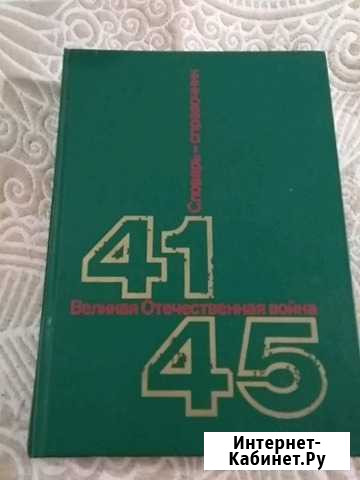 Словарь-справочник
41
Великая Отечественная война
45
Интернет-
Кабинет.Ру